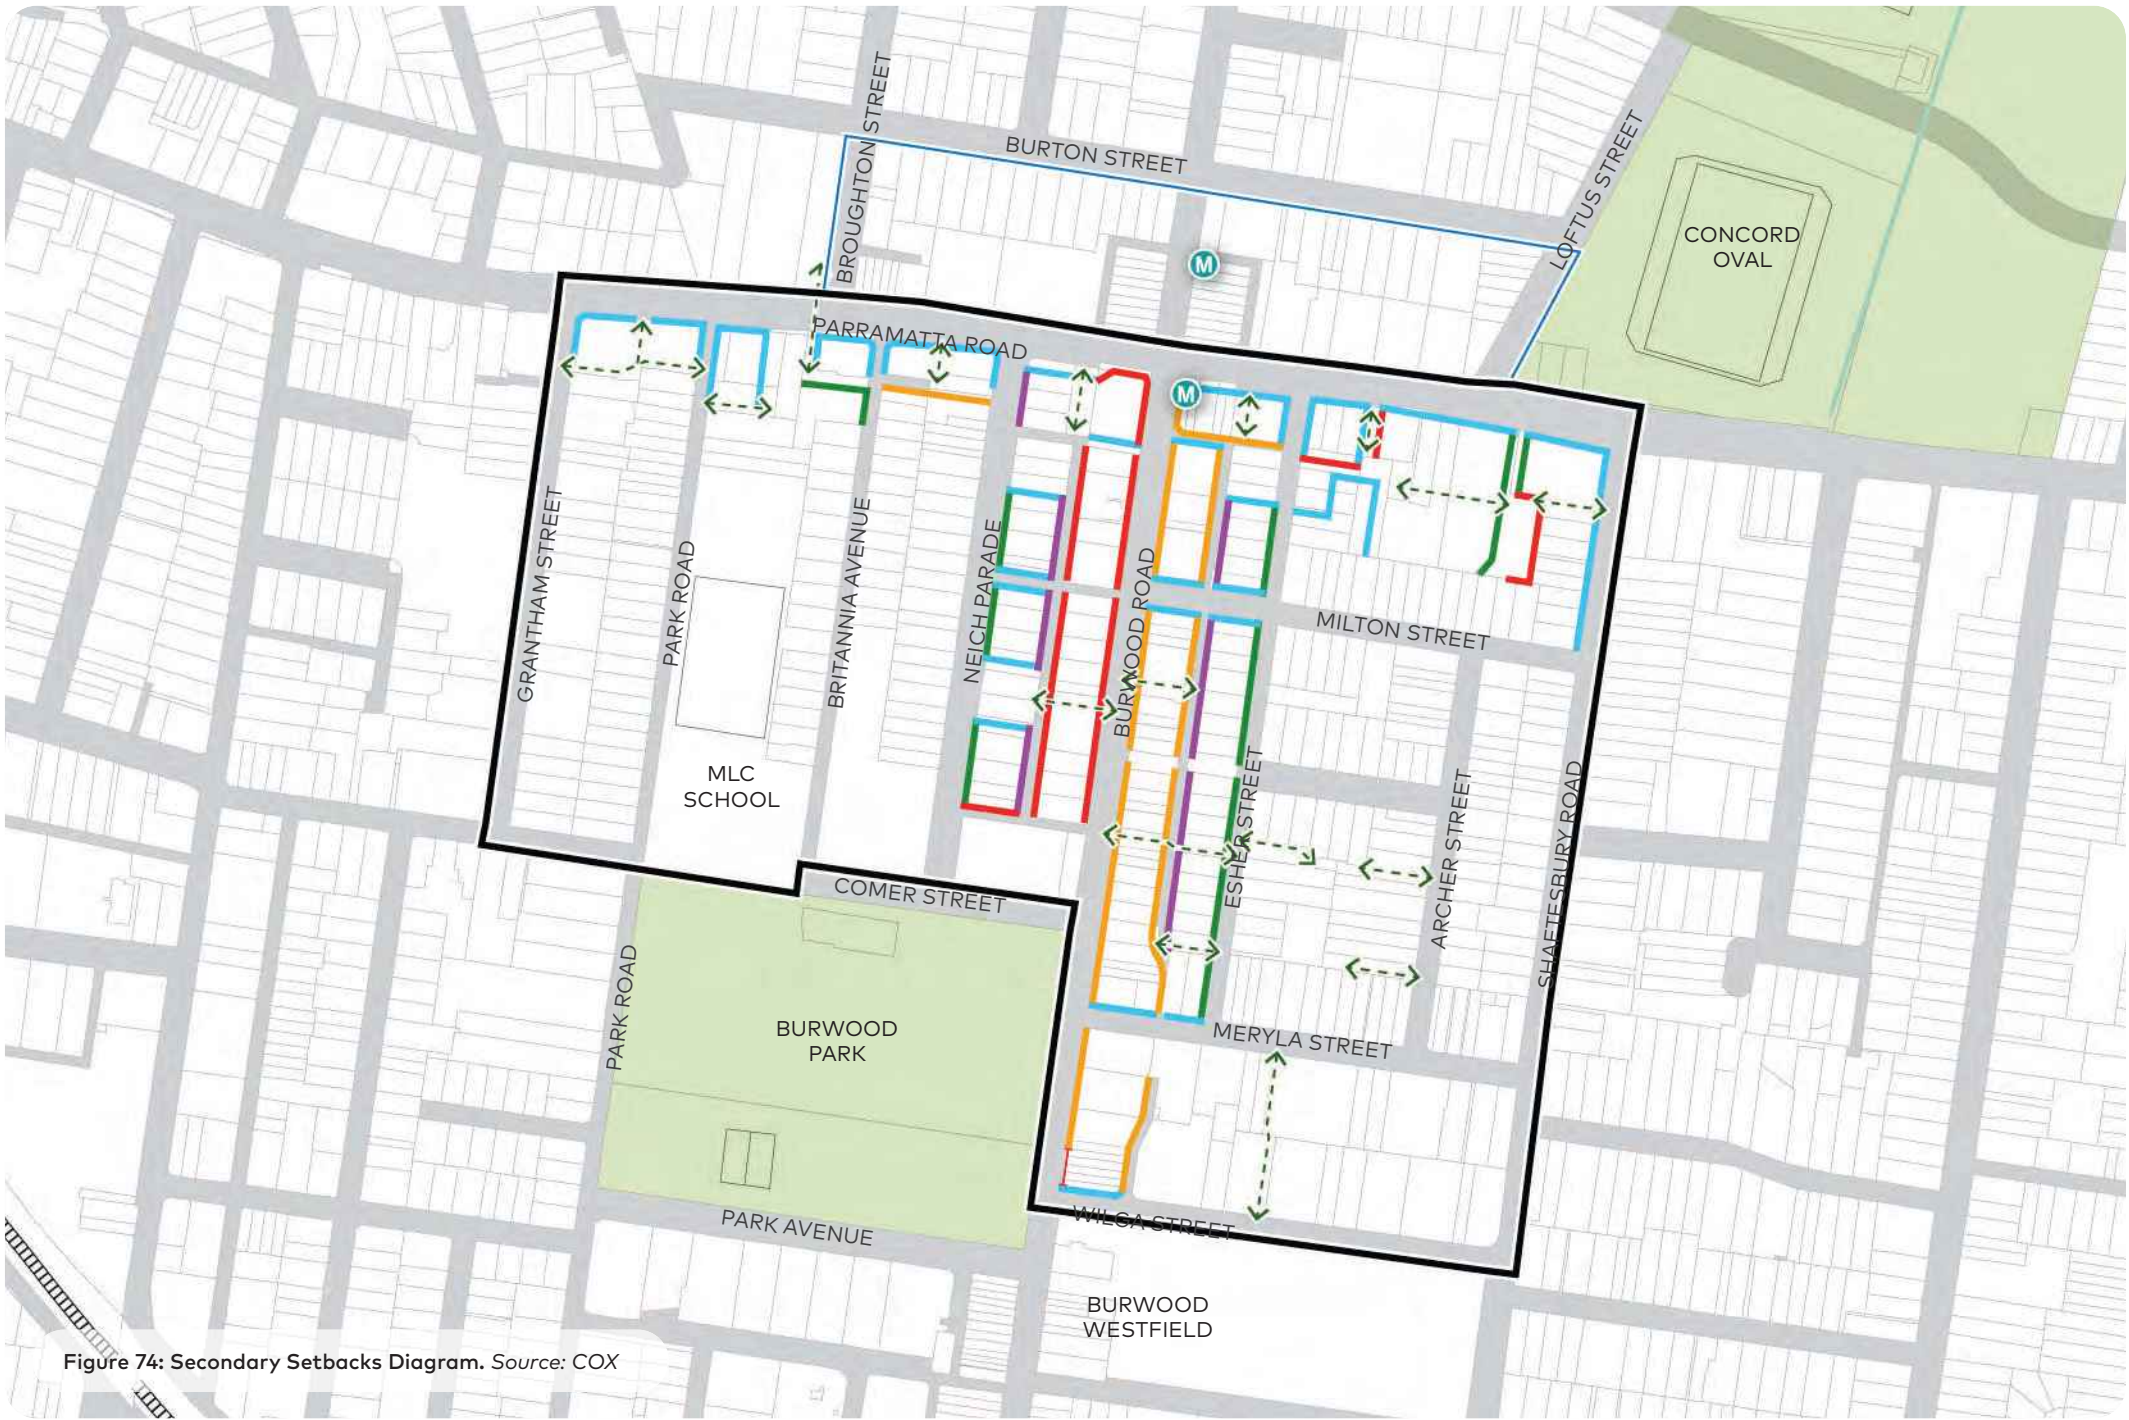 BROUGHTON STREET
BURTON STREET
LOFTUS STREET
CONCORD
OVAL
M
PARRAMATTA ROAD
M
GRANTHAM STREET
PARK ROAD
BRITANNIA AVENUE
NEICH PARADE
BURWOOD ROAD
MILTON STREET
MLC
SCHOOL
ESHER STREET
ARCHER STREET
SHAETESBURY ROAD
COMER STREET
PARK ROAD
BURWOOD
PARK
MERYLA STREET
PARK AVENUE
WILGA STREET
BURWOOD
WESTFIELD
Figure 74: Secondary Setbacks Diagram. Source: COX